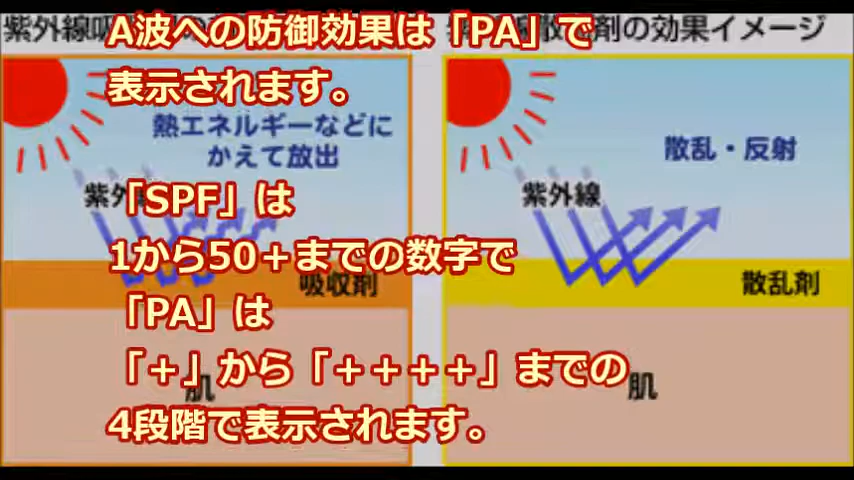 紫外線吸
剤の効果イメージ
A波への防御効果は「PA」で
表示されます。
熱エネルギーなどに
かえて放出
散乱・反射
紫外線
紫外線
「SPF」は
1から50＋までの数字で
吸収剤
散乱剤
「PA」は
「＋」から「＋＋＋＋」までの
肌
肌
4段階で表示されます。